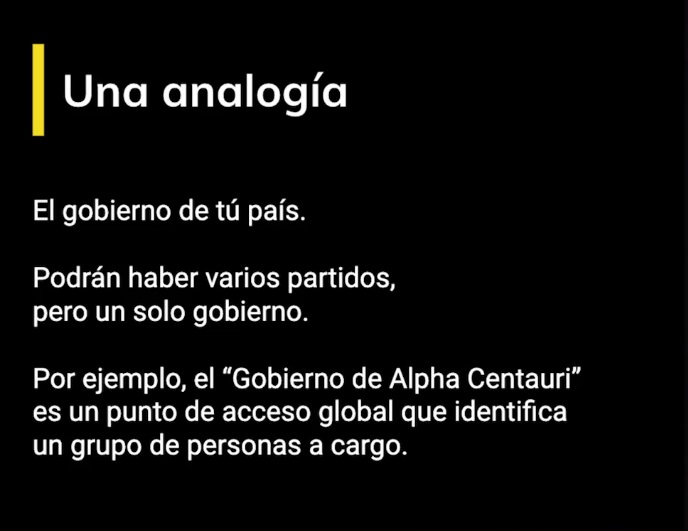 Una analogía
El gobierno de tú país.
Podrán haber varios partidos,
pero un solo gobierno.
Por ejemplo, el “Gobierno de Alpha Centauri”
es un punto de acceso global que identifica
un grupo de personas a cargo.